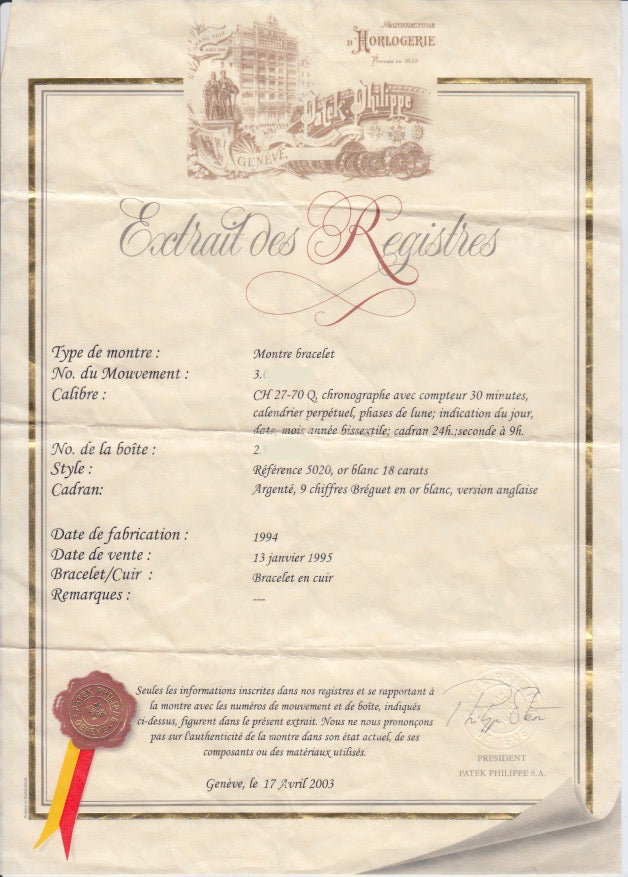 MANUFACTURE
D'HORLOGERIE
FONDÉE EN 1839
Patek Philippe
GENÈVE
Extrait des Registres
Type de montre : Montre bracelet
No. du Mouvement : 3.
Calibre : CH 27-70 Q, chronographe avec compteur 30 minutes,
calendrier perpétuel, phases de lune; indication du jour,
date, mois année bissextile; cadran 24h.;seconde à 9h.
No. de la boîte : 2.
Style : Référence 5020, or blanc 18 carats
Cadran: Argenté, 9 chiffres Bréguet en or blanc, version anglaise
Date de fabrication : 1994
Date de vente : 13 janvier 1995
Bracelet/Cuir : Bracelet en cuir
Remarques : ---
Seules les informations inscrites dans nos registres et se rapportant à
la montre avec les numéros de mouvement et de boîte, indiqués
ci-dessus, figurent dans le présent extrait. Nous ne nous prononçons
pas sur l'authenticité de la montre dans son état actuel, de ses
composants ou des matériaux utilisés.
Genève, le 17 Avril 2003
PATEK PHILIPPE
GENEVE
Philippe Stern
PRESIDENT
PATEK PHILIPPE S.A.